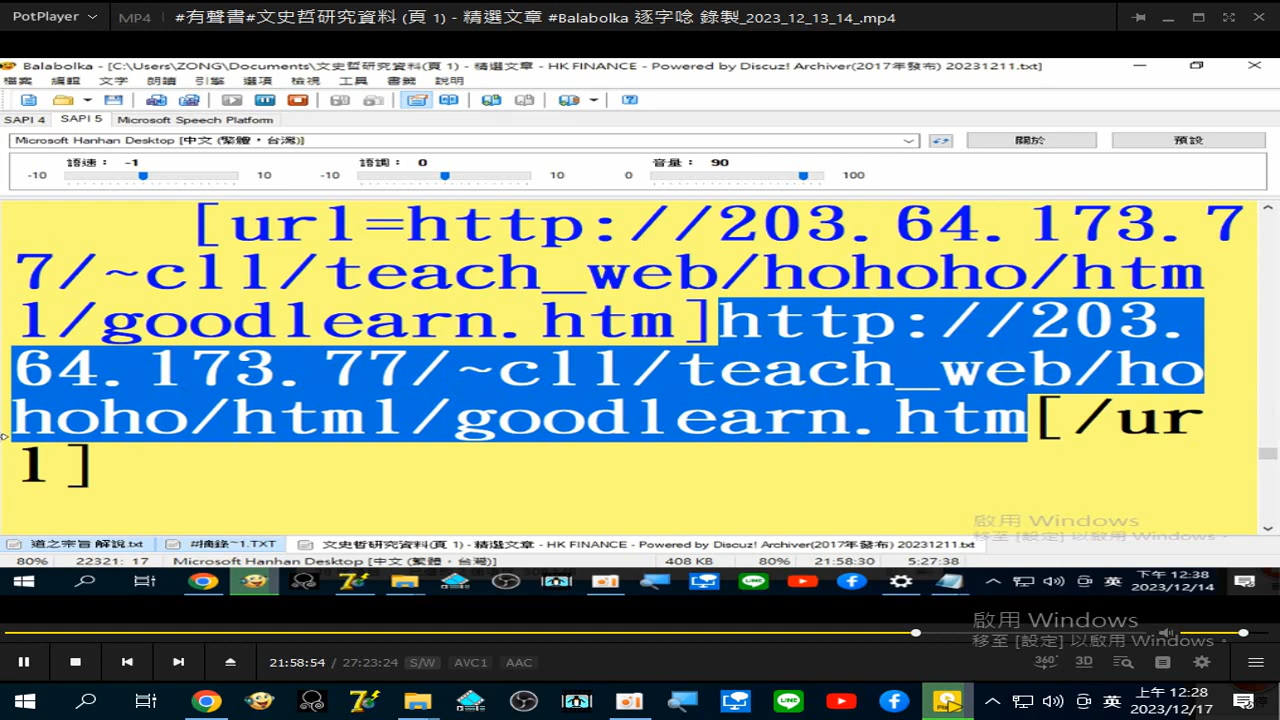 PotPlayer MP4 #有聲書#文史哲研究資料 (頁 1) - 精選文章 #Balabolka 逐字唸 錄製_2023_12_13_14_.mp4
Balabolka - [C:\Users\ZONG\Documents\文史哲研究資料(頁 1) - 精選文章 - HK FINANCE - Powered by Discuz! Archiver(2017年發布) 20231211.txt]
檔案 編輯 文字 朗讀 引擎 選項 檢視 工具 書籤 說明
SAPI 4 SAPI 5 Microsoft Speech Platform
Microsoft Hanhan Desktop [中文 (繁體，台灣)] 關於 預設
語速： -1 語調： 0 音量： 90
-10 10 -10 10 0 100
[url=http://203.64.173.7
7/~cll/teach_web/hohoho/htm
l/goodlearn.htm]http://203.
64.173.77/~cll/teach_web/ho
hoho/html/goodlearn.htm[/ur
l]
啟用 Windows
移至 [設定] 以啟用 Windows。
道之宗旨 解說.txt #摘錄~1.TXT 文史哲研究資料(頁 1) - 精選文章 - HK FINANCE - Powered by Discuz! Archiver(2017年發布) 20231211.txt
80% 22321: 17 Microsoft Hanhan Desktop [中文 (繁體，台灣)] 408 KB 80% 21:58:30 5:27:38
英 下午 12:38
2023/12/14
啟用 Windows
移至 [設定] 以啟用 Windows。
21:58:54 / 27:23:24 S/W AVC1 AAC 360° 3D
英 上午 12:28
2023/12/17